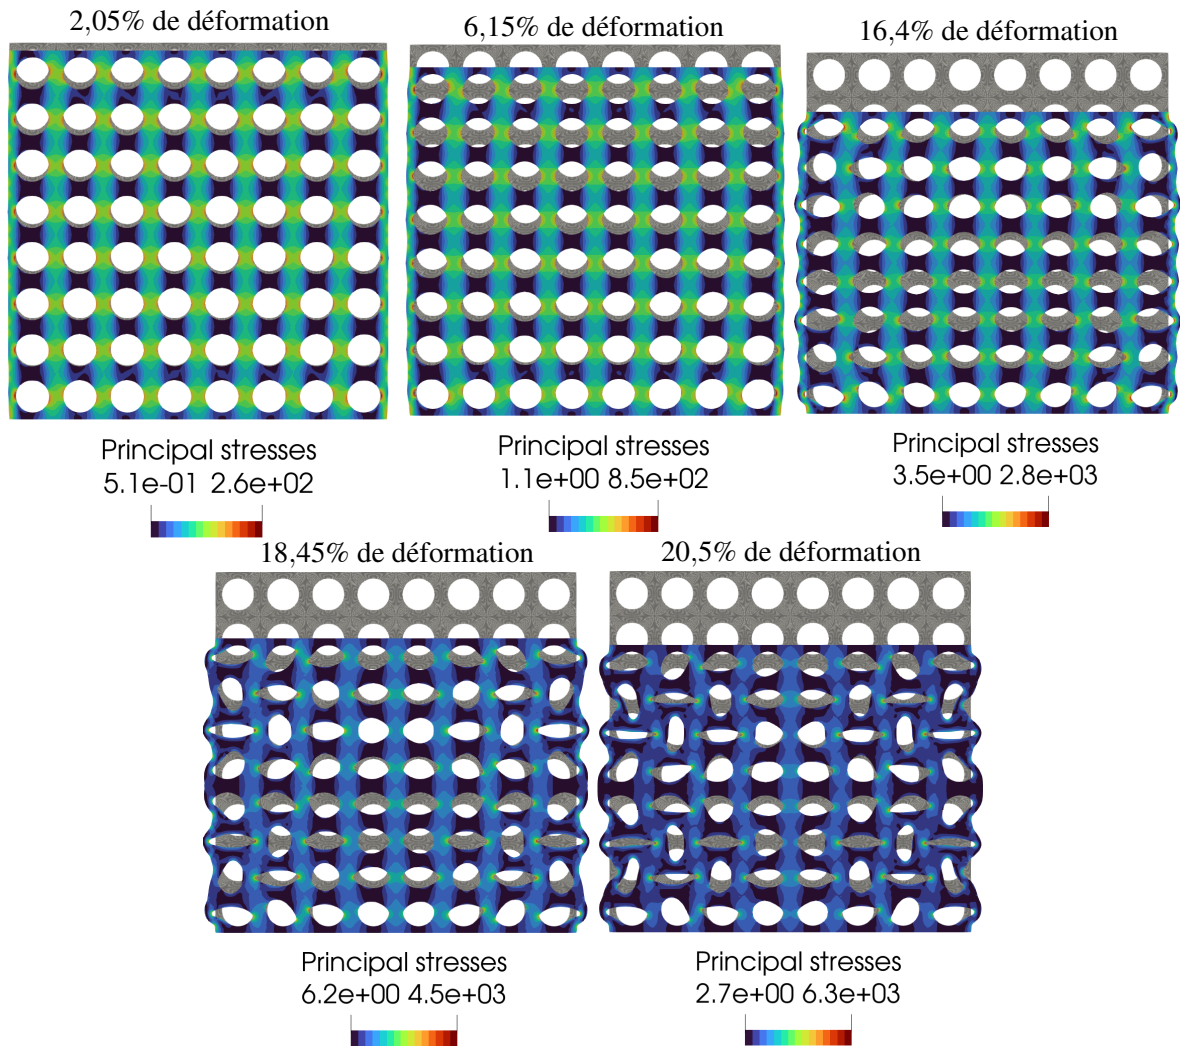 2,05% de déformation
6,15% de déformation
16,4% de déformation
Principal stresses
5.1e-01 2.6e+02
Principal stresses
1.1e+00 8.5e+02
Principal stresses
3.5e+00 2.8e+03
18,45% de déformation
20,5% de déformation
Principal stresses
6.2e+00 4.5e+03
Principal stresses
2.7e+00 6.3e+03